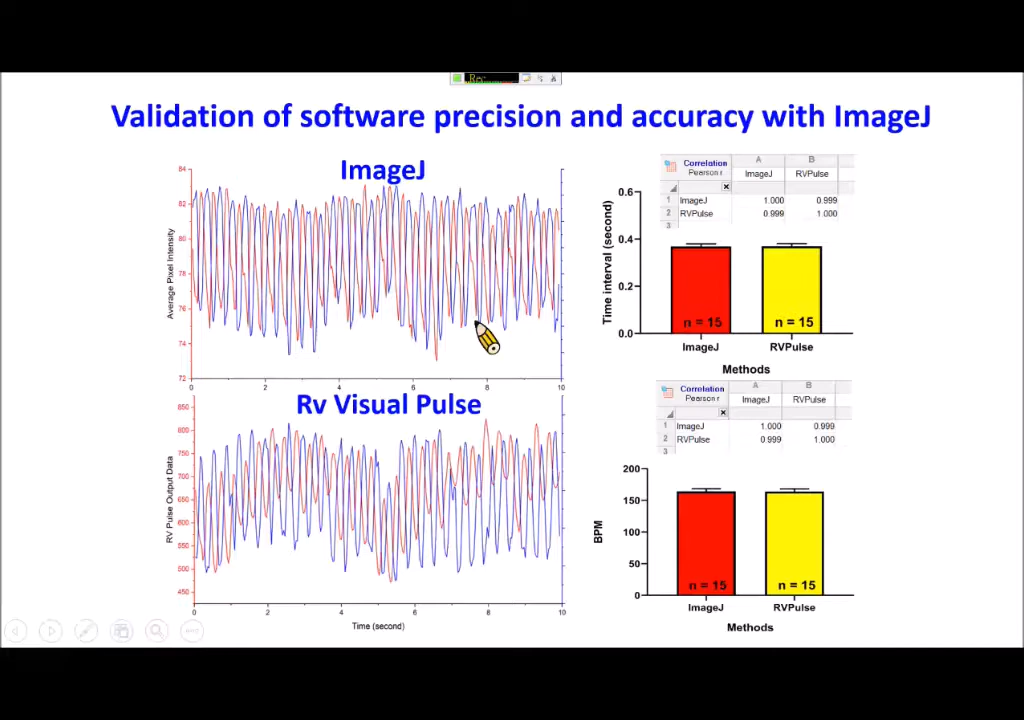 Rec
Validation of software precision and accuracy with ImageJ
ImageJ
84
82
80
78
76
74
72
Average Pixel Intensity
0 2 4 6 8 10
Rv Visual Pulse
850
800
750
700
650
600
550
500
450
RV Pulse Output Data
0 2 4 6 8 10
Time (second)
Correlation A B
Pearson r ImageJ RVPulse
1 ImageJ 1.000 0.999
2 RVPulse 0.999 1.000
3
0.6
0.4
0.2
0.0
Time interval (second)
n = 15 n = 15
ImageJ RVPulse
Methods
Correlation A B
Pearson r ImageJ RVPulse
1 ImageJ 1.000 0.999
2 RVPulse 0.999 1.000
3
200
150
100
50
0
BPM
n = 15 n = 15
ImageJ RVPulse
Methods